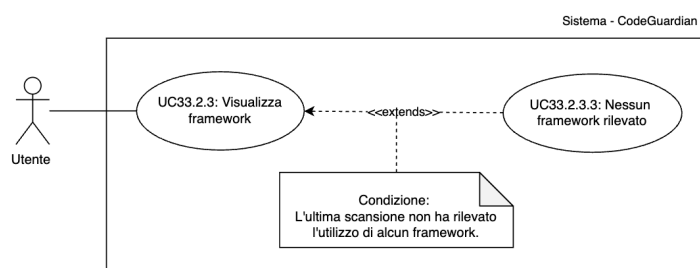 Sistema - CodeGuardian
Utente
UC33.2.3: Visualizza
framework
<<extends>>
UC33.2.3.3: Nessun
framework rilevato
Condizione:
L'ultima scansione non ha rilevato
l'utilizzo di alcun framework.